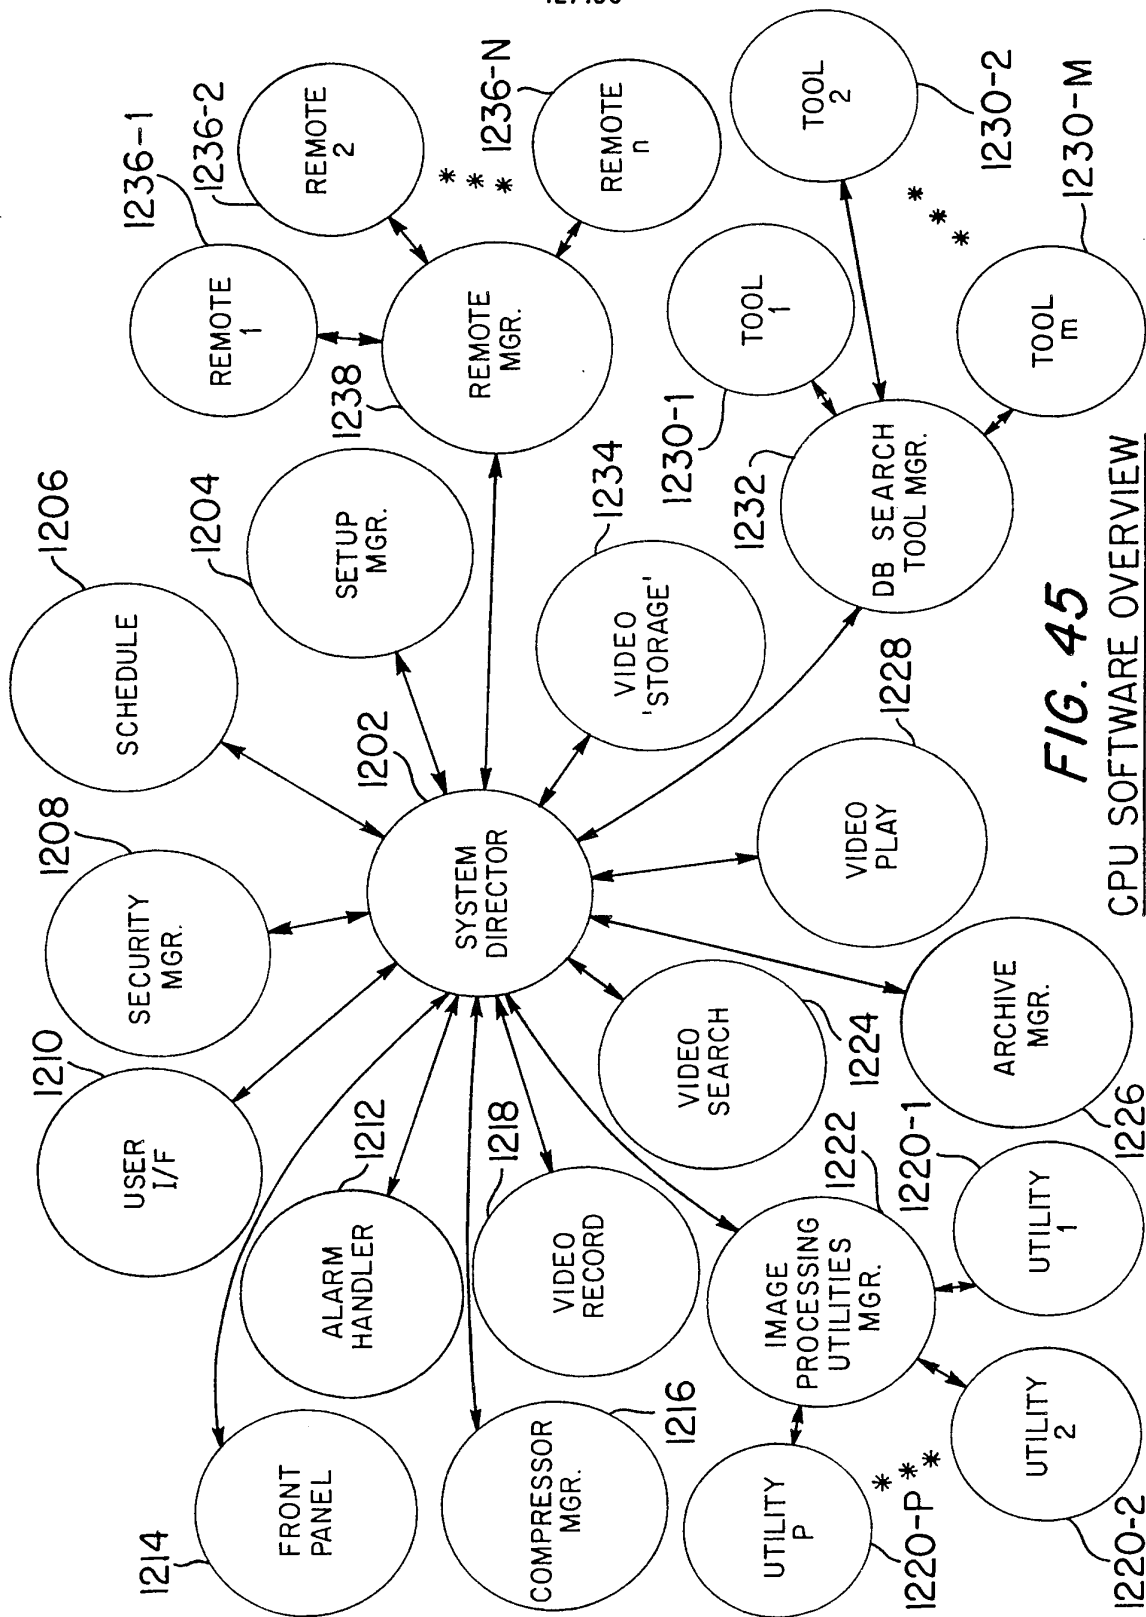 1214
FRONT
PANEL
1210
USER
I/F
1208
SECURITY
MGR.
1206
SCHEDULE
1204
SETUP
MGR.
1236-1
REMOTE
1
1236-2
REMOTE
2
* * *
1236-N
REMOTE
n
1238
REMOTE
MGR.
1212
ALARM
HANDLER
1202
SYSTEM
DIRECTOR
1216
COMPRESSOR
MGR.
1218
VIDEO
RECORD
1234
VIDEO
'STORAGE'
1230-1
TOOL
1
TOOL
2
1230-2
* * *
TOOL
m
1230-M
1232
DB SEARCH
TOOL MGR.
1224
VIDEO
SEARCH
1228
VIDEO
PLAY
1222
IMAGE
PROCESSING
UTILITIES
MGR.
UTILITY
P
1220-P
* * *
UTILITY
2
1220-2
1220-1
UTILITY
1
ARCHIVE
MGR.
1226
FIG. 45
CPU SOFTWARE OVERVIEW